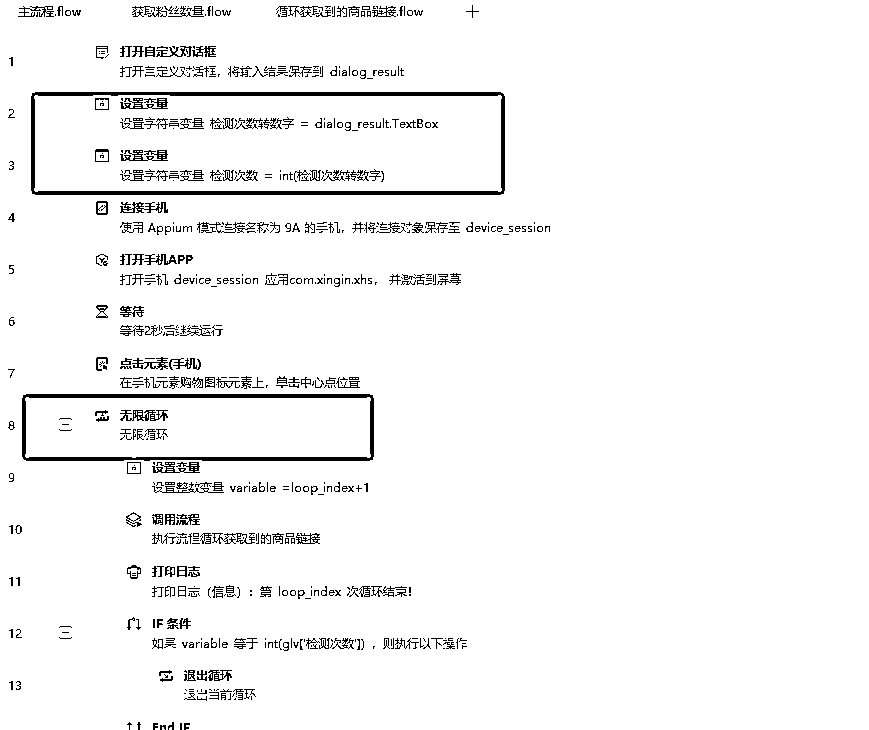 主流程.flow 获取粉丝数量.flow 循环获取到的商品链接.flow
1 打开自定义对话框
打开自定义对话框，将输入结果保存到 dialog_result
2 设置变量
设置字符串变量 检测次数转数字 = dialog_result.TextBox
3 设置变量
设置字符串变量 检测次数 = int(检测次数转数字)
4 连接手机
使用 Appium 模式连接名称为 9A 的手机，并将连接对象保存至 device_session
5 打开手机APP
打开手机 device_session 应用com.xingin.xhs， 并激活到屏幕
6 等待
等待2秒后继续运行
7 点击元素(手机)
在手机元素购物图标元素上，单击中心点位置
8 无限循环
无限循环
9 设置变量
设置整数变量 variable =loop_index+1
10 调用流程
执行流程循环获取到的商品链接
11 打印日志
打印日志（信息）：第 loop_index 次循环结束!
12 IF 条件
如果 variable 等于 int(glv['检测次数']) ，则执行以下操作
13 退出循环
退出当前循环
End IF